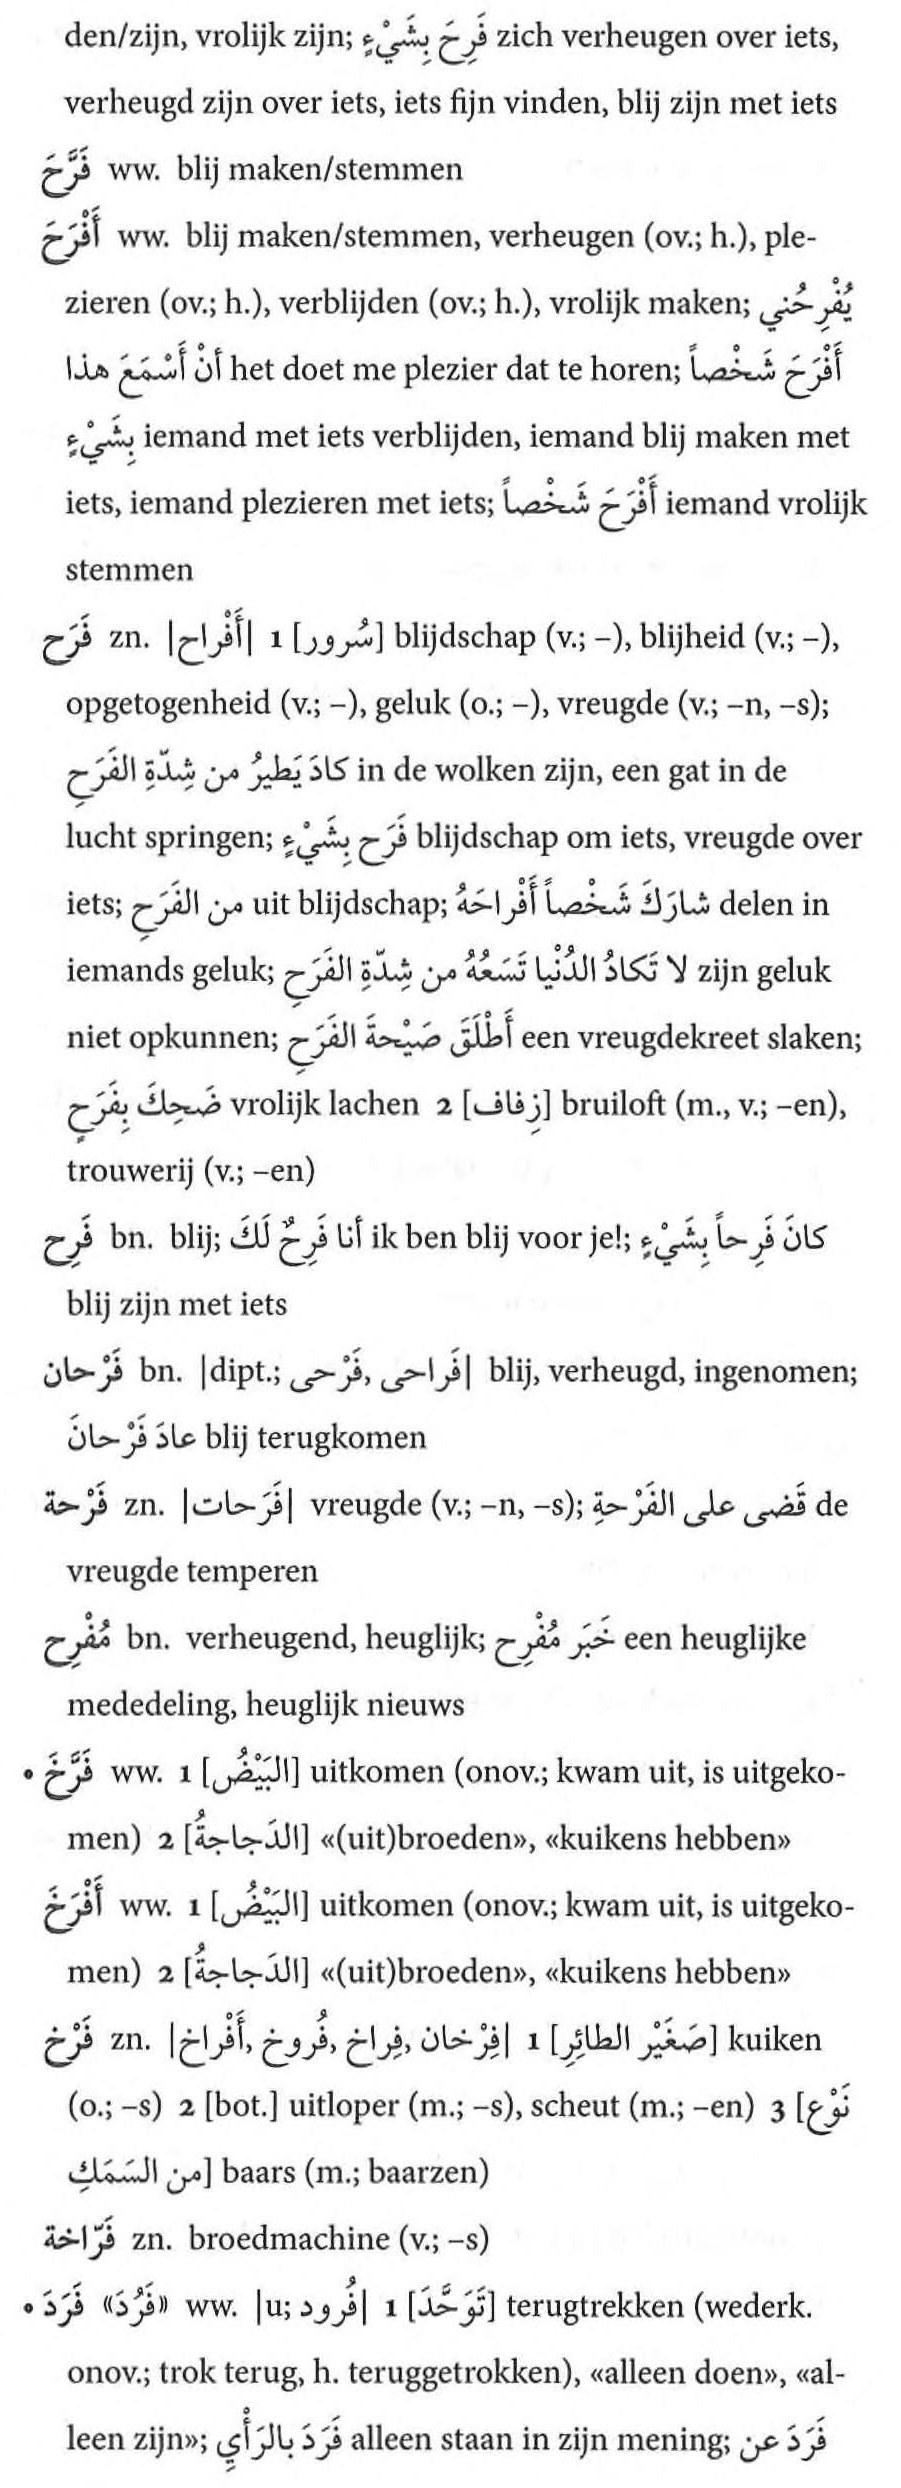 den/zijn, vrolijk zijn; فَرِحَ بِشَيْءٍ zich verheugen over iets,
verheugd zijn over iets, iets fijn vinden, blij zijn met iets
فَرَّحَ ww. blij maken/stemmen
أَفْرَحَ ww. blij maken/stemmen, verheugen (ov.; h.), ple-
zieren (ov.; h.), verblijden (ov.; h.), vrolijk maken; يُفْرِحُني
أنْ أَسْمَعَ هذا het doet me plezier dat te horen; أَفْرَحَ شَخْصاً
بِشَيْءٍ iemand met iets verblijden, iemand blij maken met
iets, iemand plezieren met iets; أَفْرَحَ شَخْصاً iemand vrolijk
stemmen
فَرَح zn. |أَفْراح| 1 [سُرور] blijdschap (v.; –), blijheid (v.; –),
opgetogenheid (v.; –), geluk (o.; –), vreugde (v.; –n, –s);
كادَ يَطيرُ من شِدّةِ الفَرَحِ in de wolken zijn, een gat in de
lucht springen; فَرَح بِشَيْءٍ blijdschap om iets, vreugde over
iets; من الفَرَحِ uit blijdschap; شارَكَ شَخْصاً أَفْراحَهُ delen in
iemands geluk; لا تَكادُ الدُنْيا تَسَعُهُ من شِدّةِ الفَرَحِ zijn geluk
niet opkunnen; أَطْلَقَ صَيْحةَ الفَرَحِ een vreugdekreet slaken;
ضَحِكَ بِفَرَحٍ vrolijk lachen 2 [زِفاف] bruiloft (m., v.; –en),
trouwerij (v.; –en)
فَرِح bn. blij; أنا فَرِحٌ لَكَ ik ben blij voor je!; كانَ فَرِحاً بِشَيْءٍ
blij zijn met iets
فَرْحان bn. |dipt.; فَرْحى, فَراحى| blij, verheugd, ingenomen;
عادَ فَرْحانَ blij terugkomen
فَرْحة zn. |فَرَحات| vreugde (v.; –n, –s); قَضى على الفَرْحةِ de
vreugde temperen
مُفْرِح bn. verheugend, heuglijk; خَبَر مُفْرِح een heuglijke
mededeling, heuglijk nieuws
• فَرَّخَ ww. 1 [البَيْضُ] uitkomen (onov.; kwam uit, is uitgeko-
men) 2 [الدَجاجةُ] «(uit)broeden», «kuikens hebben»
أَفْرَخَ ww. 1 [البَيْضُ] uitkomen (onov.; kwam uit, is uitgeko-
men) 2 [الدَجاجةُ] «(uit)broeden», «kuikens hebben»
فَرْخ zn. |أَفْراخ, فُروخ, فِراخ, فِرْخان| 1 [صَغيْر الطائِر] kuiken
(o.; –s) 2 [bot.] uitloper (m.; –s), scheut (m.; –en) 3 [نَوْع
من السَمَكِ] baars (m.; baarzen)
فَرّاخة zn. broedmachine (v.; –s)
• فَرَدَ «فَرُدَ» ww. |u; فُرود| 1 [تَوَحَّدَ] terugtrekken (wederk.
onov.; trok terug, h. teruggetrokken), «alleen doen», «al-
leen zijn»; فَرَدَ بالرَأْيِ alleen staan in zijn mening; فَرَدَ عن